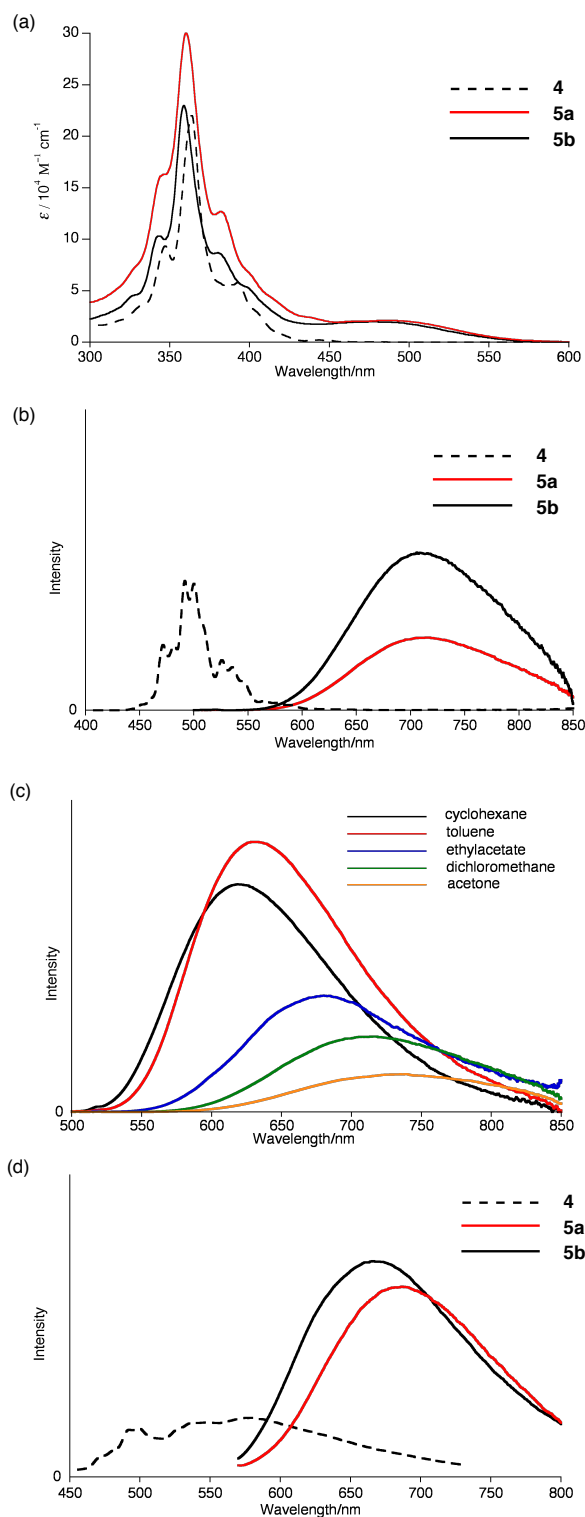 (a)
30
25
20
15
10
5
0
ε / 10⁴ M⁻¹ cm⁻¹
4
5a
5b
300 350 400 450 500 550 600
Wavelength/nm
(b)
4
5a
5b
Intensity
0
400 450 500 550 600 650 700 750 800 850
Wavelength/nm
(c)
cyclohexane
toluene
ethylacetate
dichloromethane
acetone
Intensity
0
500 550 600 650 700 750 800 850
Wavelength/nm
(d)
4
5a
5b
Intensity
0
450 500 550 600 650 700 750 800
Wavelength/nm